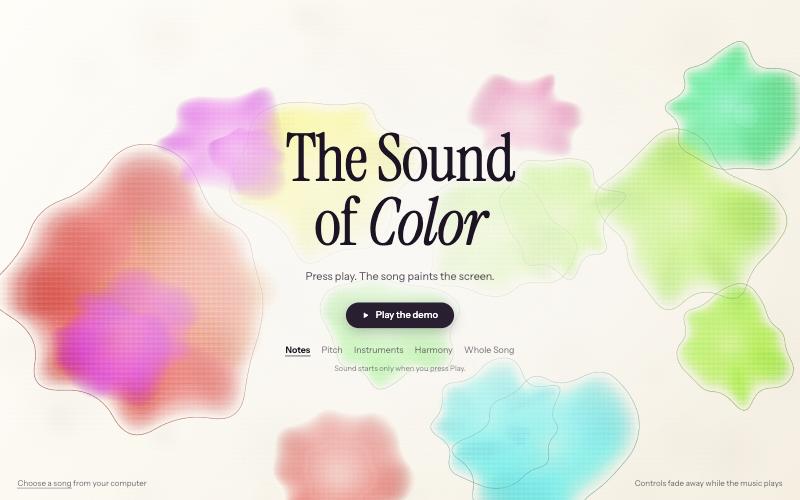 The Sound
of Color
Press play. The song paints the screen.
Play the demo
Notes Pitch Instruments Harmony Whole Song
Sound starts only when you press Play.
Choose a song from your computer
Controls fade away while the music plays